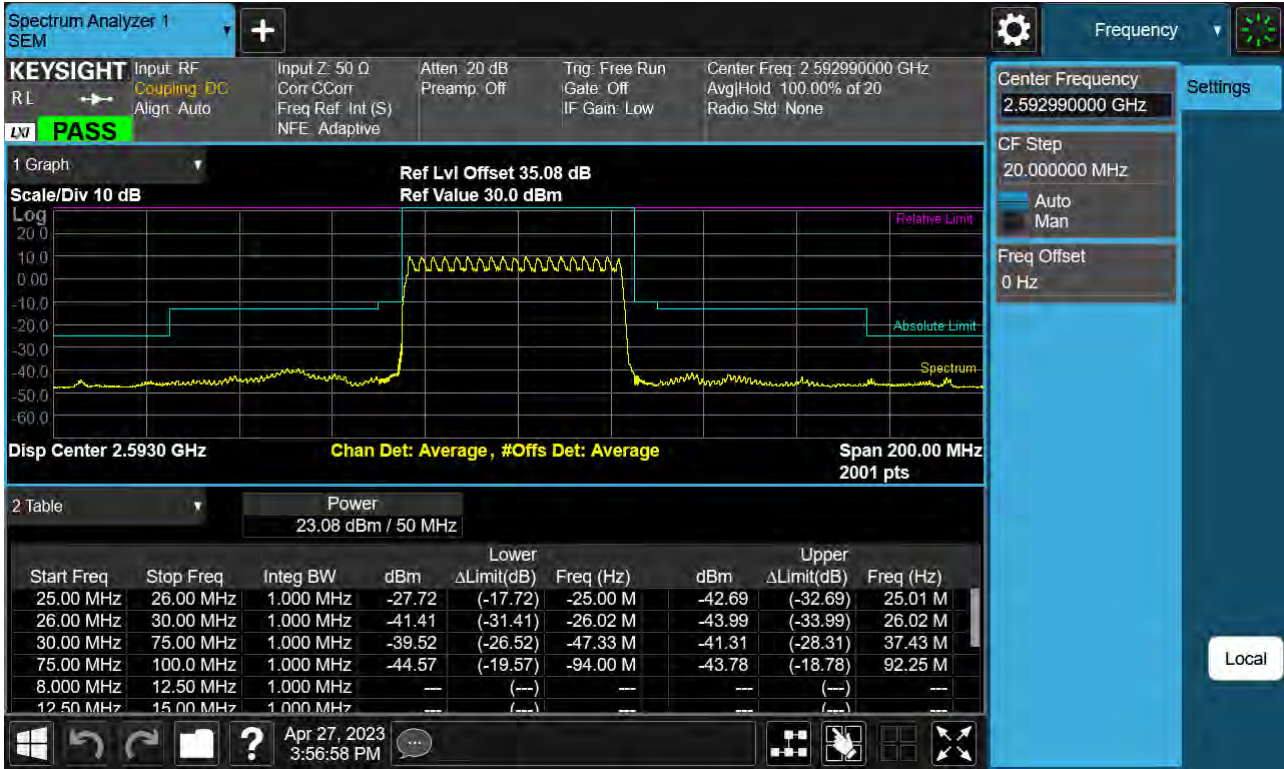 Spectrum Analyzer 1
SEM
Frequency
KEYSIGHT
RL
LXI
PASS
Input: RF
Coupling: DC
Align: Auto
Input Z: 50 Ω
Corr CCorr
Freq Ref: Int (S)
NFE: Adaptive
Atten: 20 dB
Preamp: Off
Trig: Free Run
Gate: Off
IF Gain: Low
Center Freq: 2.592990000 GHz
Avg|Hold: 100.00% of 20
Radio Std: None
Center Frequency
2.592990000 GHz
Settings
CF Step
20.000000 MHz
Auto
Man
Freq Offset
0 Hz
1 Graph
Ref Lvl Offset 35.08 dB
Scale/Div 10 dB
Ref Value 30.0 dBm
Log
Relative Limit
20.0
10.0
0.00
-10.0
-20.0
Absolute Limit
-30.0
-40.0
Spectrum
-50.0
-60.0
Disp Center 2.5930 GHz
Chan Det: Average , #Offs Det: Average
Span 200.00 MHz
2001 pts
2 Table
Power
23.08 dBm / 50 MHz
Lower Upper
Start Freq Stop Freq Integ BW dBm ΔLimit(dB) Freq (Hz) dBm ΔLimit(dB) Freq (Hz)
25.00 MHz 26.00 MHz 1.000 MHz -27.72 (-17.72) -25.00 M -42.69 (-32.69) 25.01 M
26.00 MHz 30.00 MHz 1.000 MHz -41.41 (-31.41) -26.02 M -43.99 (-33.99) 26.02 M
30.00 MHz 75.00 MHz 1.000 MHz -39.52 (-26.52) -47.33 M -41.31 (-28.31) 37.43 M
75.00 MHz 100.0 MHz 1.000 MHz -44.57 (-19.57) -94.00 M -43.78 (-18.78) 92.25 M
8.000 MHz 12.50 MHz 1.000 MHz --- (---) --- --- (---) ---
12.50 MHz 15.00 MHz 1.000 MHz --- (---) --- --- (---) ---
Local
?
Apr 27, 2023
3:56:58 PM